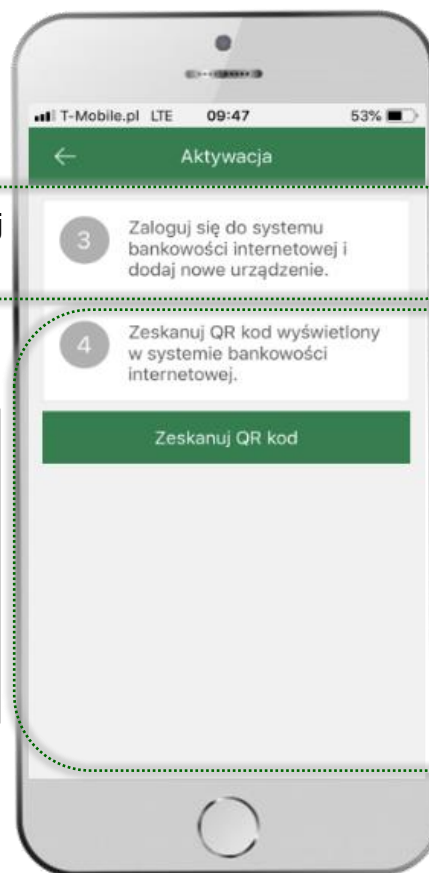 T-Mobile.pl LTE 09:47 53%
Aktywacja
3
Zaloguj się do systemu
bankowości internetowej i
dodaj nowe urządzenie.
4
Zeskanuj QR kod wyświetlony
w systemie bankowości
internetowej.
Zeskanuj QR kod